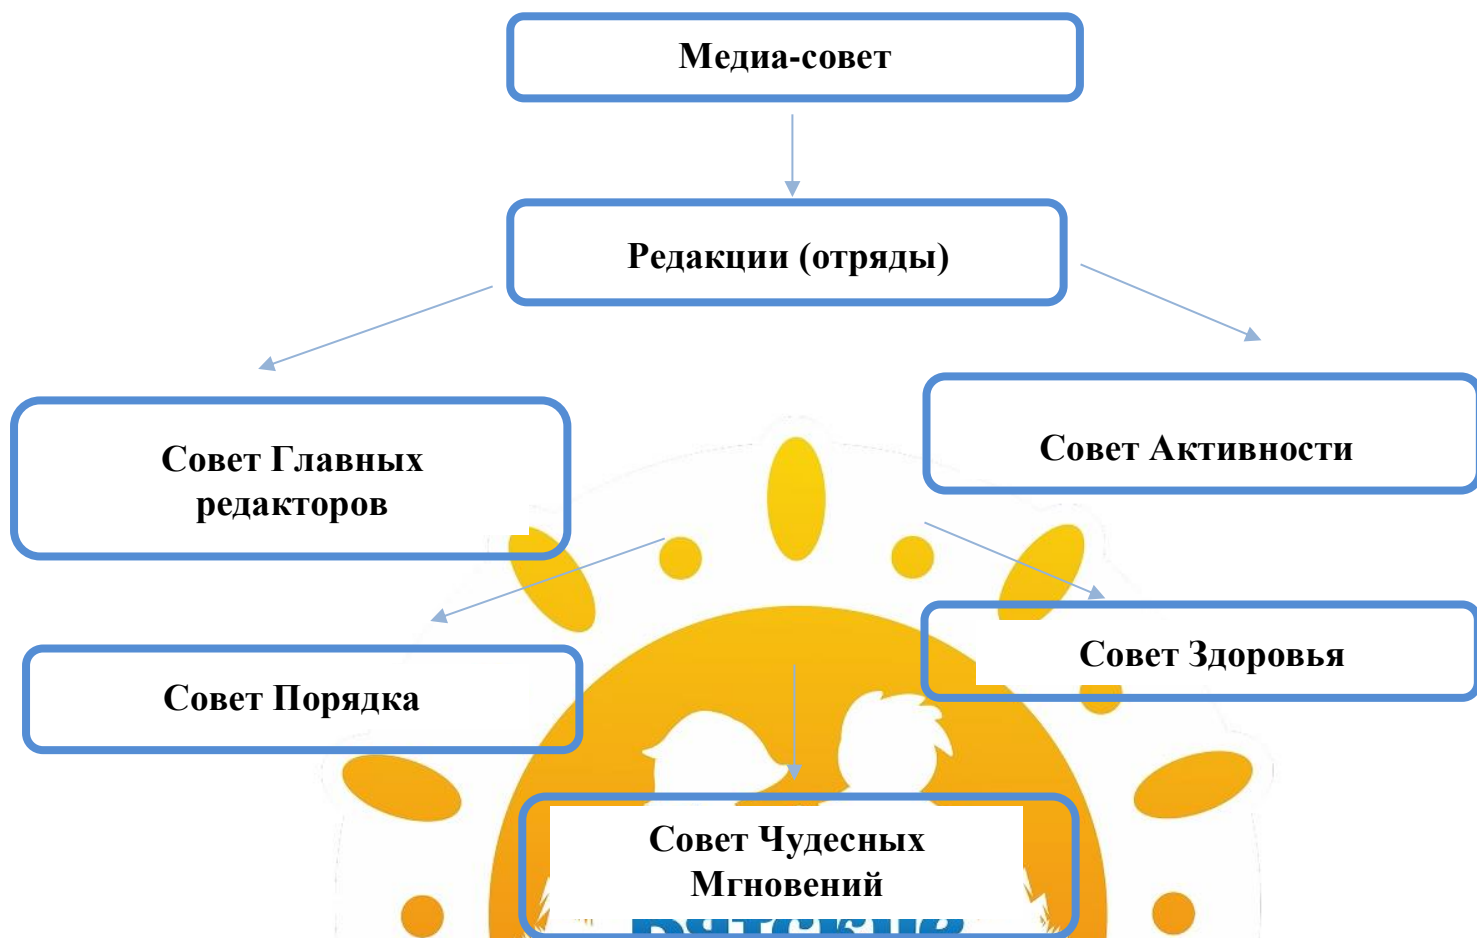 Медиа-совет
Редакции (отряды)
Совет Главных
редакторов
Совет Активности
Совет Порядка
Совет Здоровья
Совет Чудесных
Мгновений